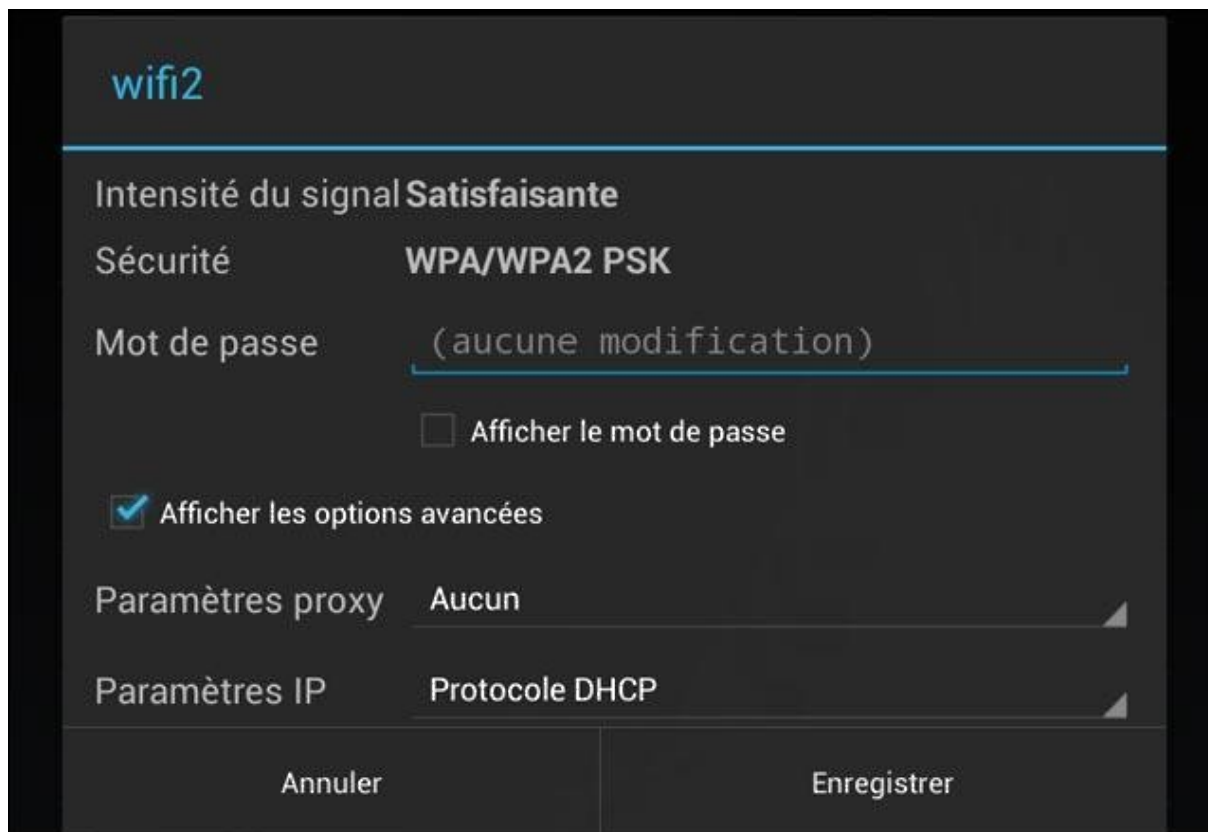 wifi2
Intensité du signal Satisfaisante
Sécurité WPA/WPA2 PSK
Mot de passe (aucune modification)
Afficher le mot de passe
Afficher les options avancées
Paramètres proxy Aucun
Paramètres IP Protocole DHCP
Annuler Enregistrer